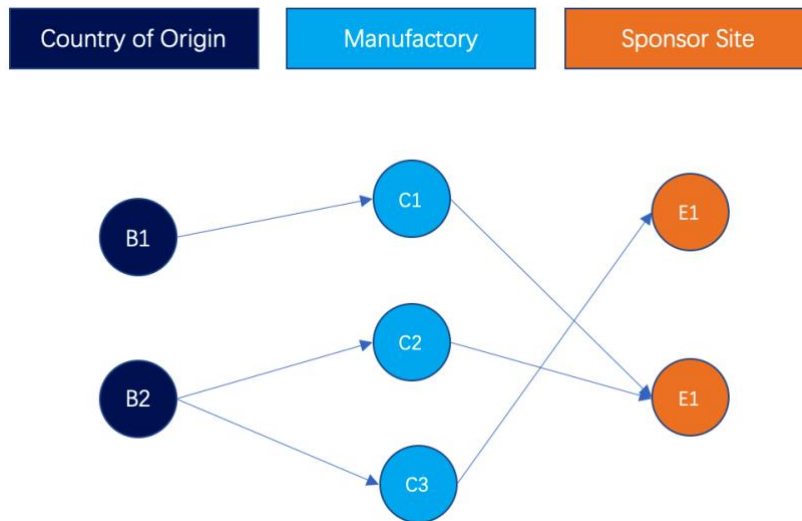 Country of Origin
Manufactory
Sponsor Site
C1
E1
B1
C2
B2
E1
C3